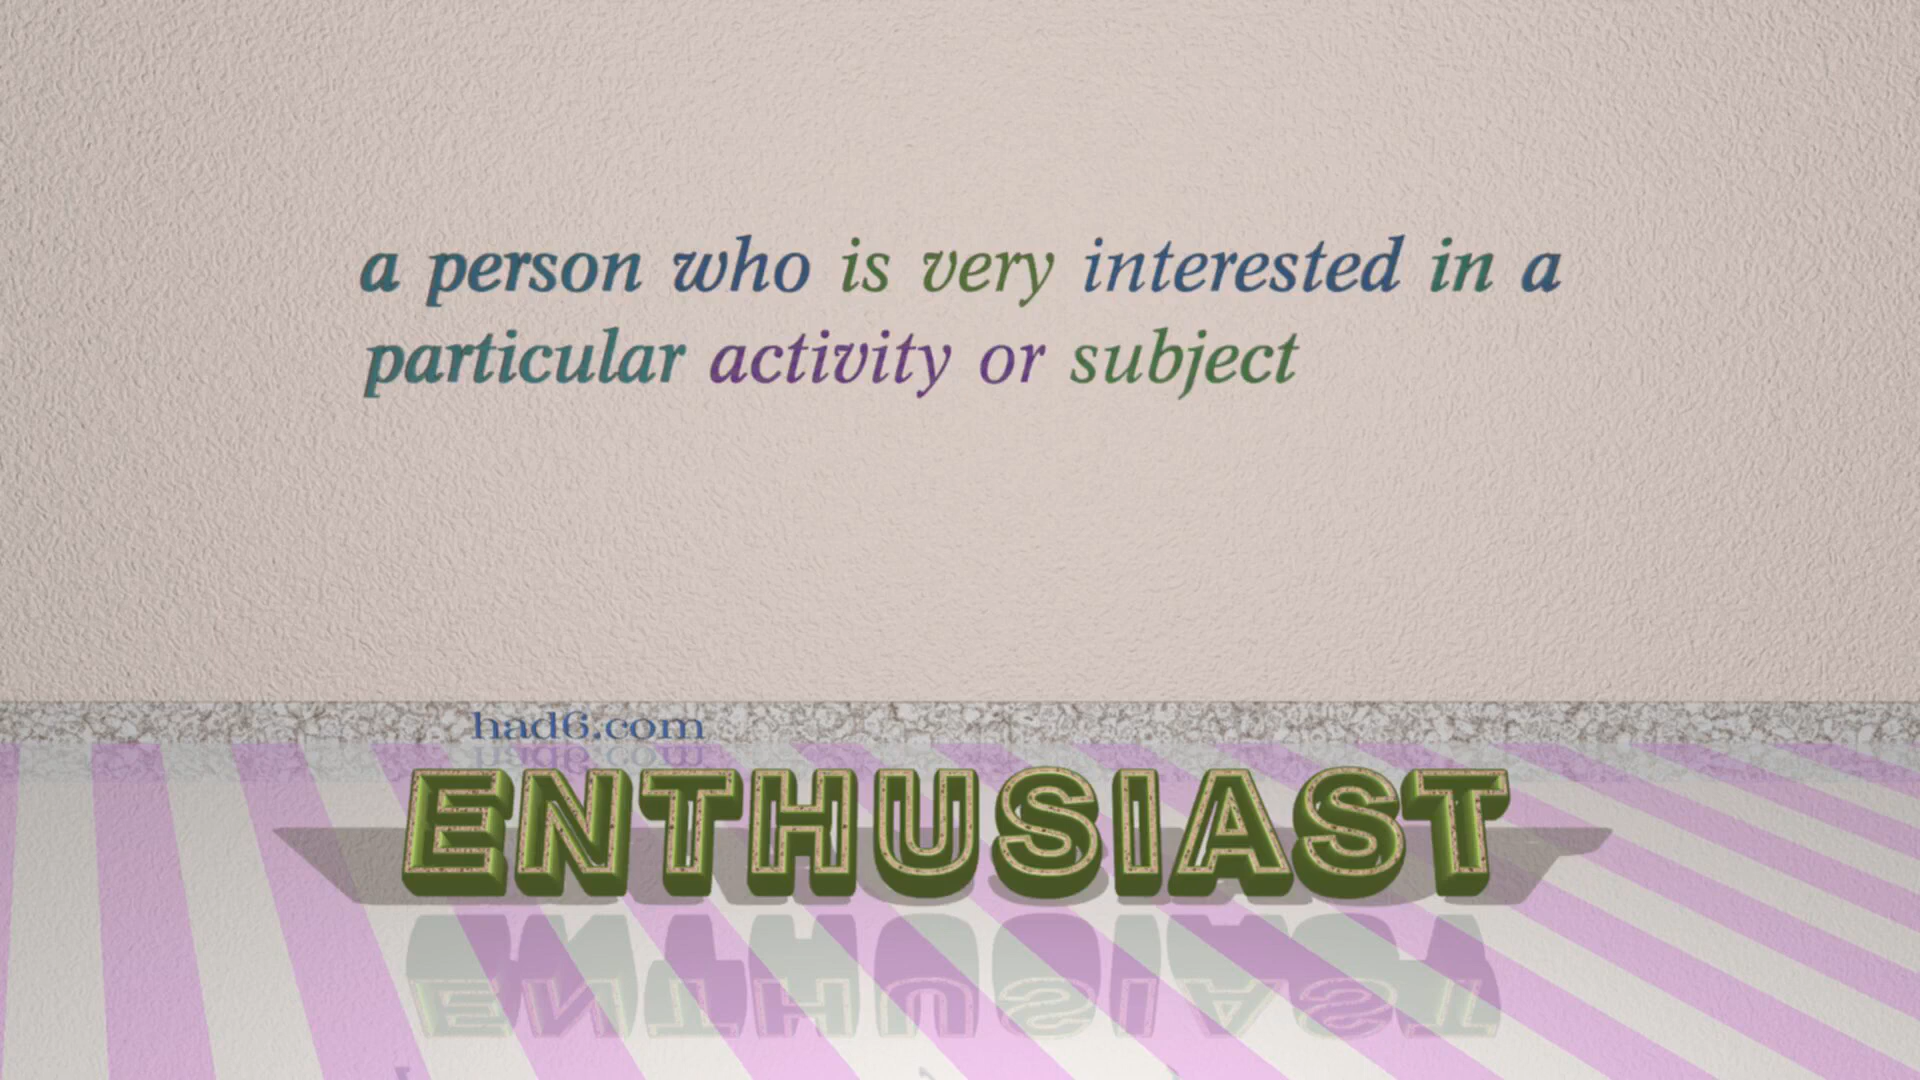 a person who is very interested in a
particular activity or subject
had6.com
ENTHUSIAST